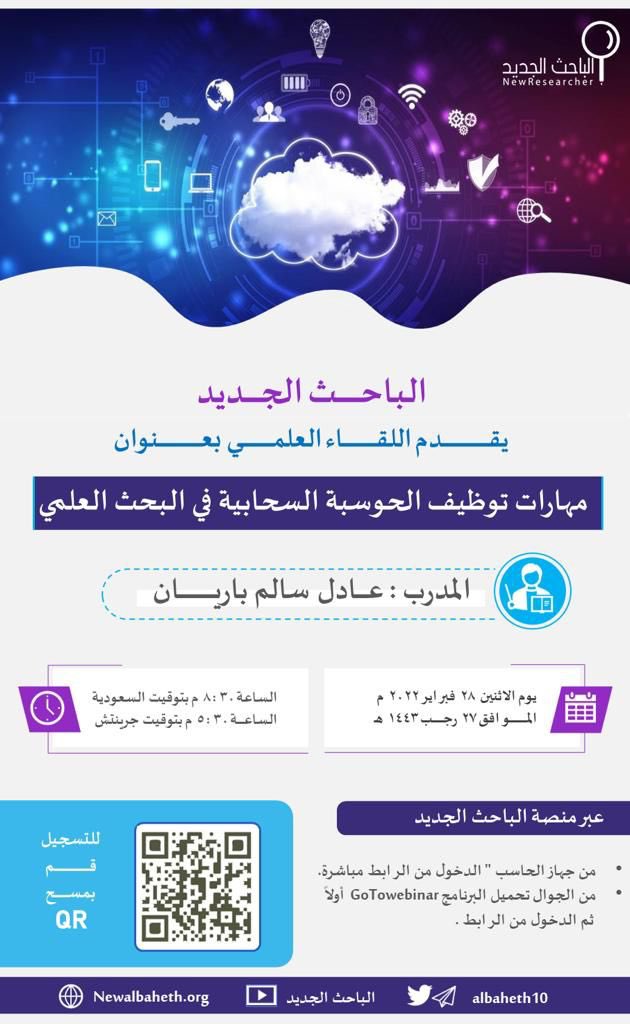 الباحث الجديد
NewResearcher
الباحث الجديد
يقدم اللقاء العلمي بعنوان
مهارات توظيف الحوسبة السحابية في البحث العلمي
المدرب : عادل سالم باريان
يوم الاثنين ٢٨ فبراير ٢٠٢٢ م
الموافق ٢٧ رجب ١٤٤٣ هـ
الساعة ٨:٣٠ م بتوقيت السعودية
الساعة ٥:٣٠ م بتوقيت جرينتش
عبر منصة الباحث الجديد
• من جهاز الحاسب " الدخول من الرابط مباشرة.
• من الجوال تحميل البرنامج GoTowebinar أولاً
ثم الدخول من الرابط .
للتسجيل
قم
بمسح
QR
albaheth10
الباحث الجديد
Newalbaheth.org